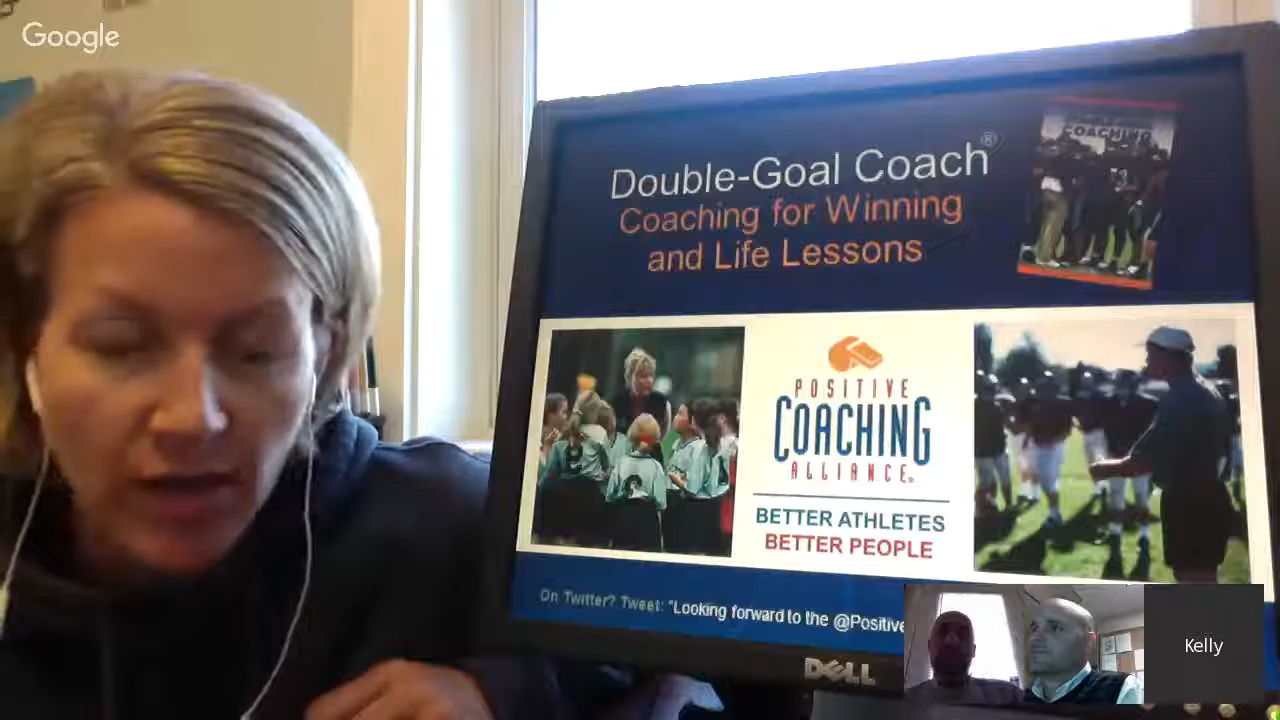 Google
Double-Goal Coach®
Coaching for Winning
and Life Lessons
COACHING
POSITIVE
COACHING
ALLIANCE®
BETTER ATHLETES
BETTER PEOPLE
On Twitter? Tweet: "Looking forward to the @Positive
DELL
Kelly